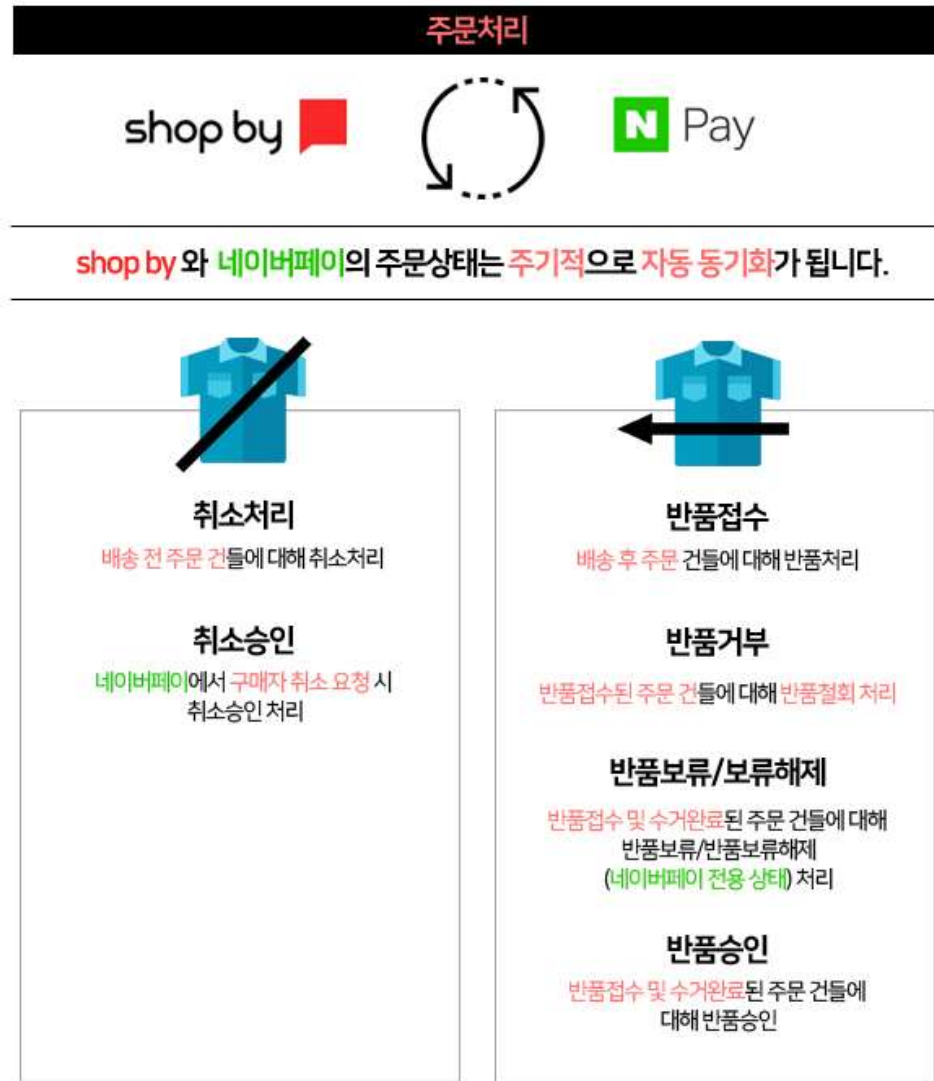 주문처리
shop by
N Pay
shop by 와 네이버페이의 주문상태는 주기적으로 자동 동기화가 됩니다.
취소처리
배송 전 주문 건들에 대해 취소처리
취소승인
네이버페이에서 구매자 취소 요청 시
취소승인 처리
반품접수
배송 후 주문 건들에 대해 반품처리
반품거부
반품접수된 주문 건들에 대해 반품철회 처리
반품보류/보류해제
반품접수 및 수거완료된 주문 건들에 대해
반품보류/반품보류해제
(네이버페이 전용 상태) 처리
반품승인
반품접수 및 수거완료된 주문 건들에
대해 반품승인